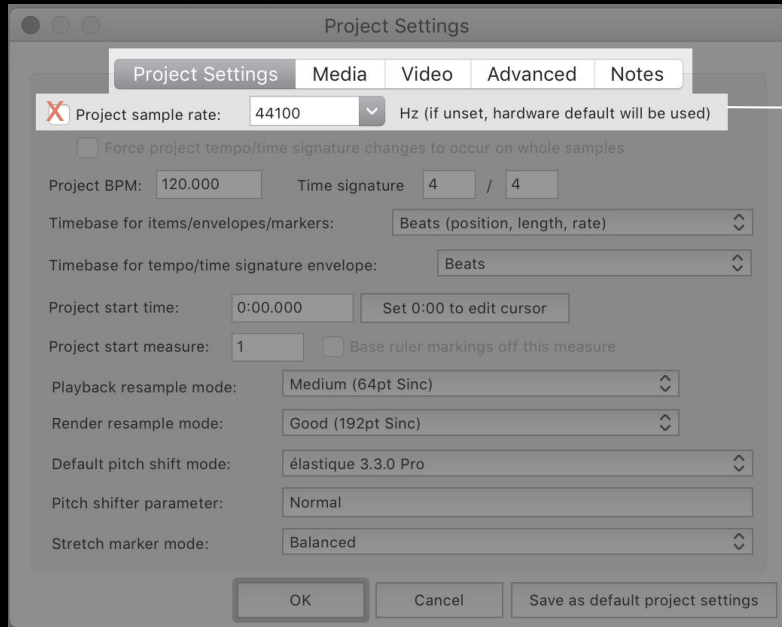 Project Settings
Project Settings Media Video Advanced Notes
X Project sample rate: 44100 Hz (if unset, hardware default will be used)
Force project tempo/time signature changes to occur on whole samples
Project BPM: 120.000 Time signature 4 / 4
Timebase for items/envelopes/markers: Beats (position, length, rate)
Timebase for tempo/time signature envelope: Beats
Project start time: 0:00.000 Set 0:00 to edit cursor
Project start measure: 1 Base ruler markings off this measure
Playback resample mode: Medium (64pt Sinc)
Render resample mode: Good (192pt Sinc)
Default pitch shift mode: élastique 3.3.0 Pro
Pitch shifter parameter: Normal
Stretch marker mode: Balanced
OK Cancel Save as default project settings